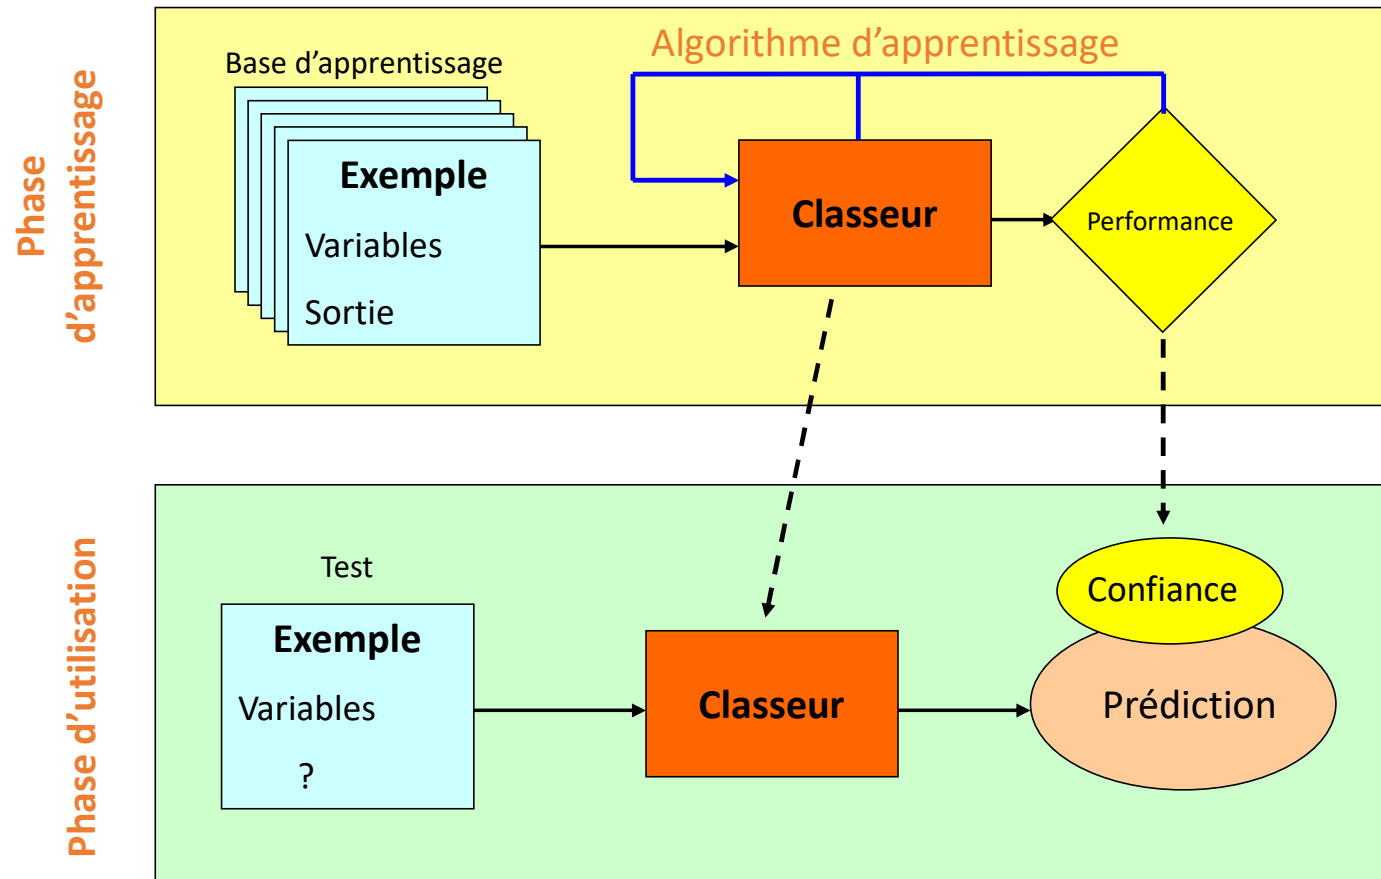 Phase
d’apprentissage
Algorithme d’apprentissage
Base d’apprentissage
Exemple
Variables
Sortie
Classeur
Performance
Phase d’utilisation
Test
Exemple
Variables
?
Classeur
Confiance
Prédiction